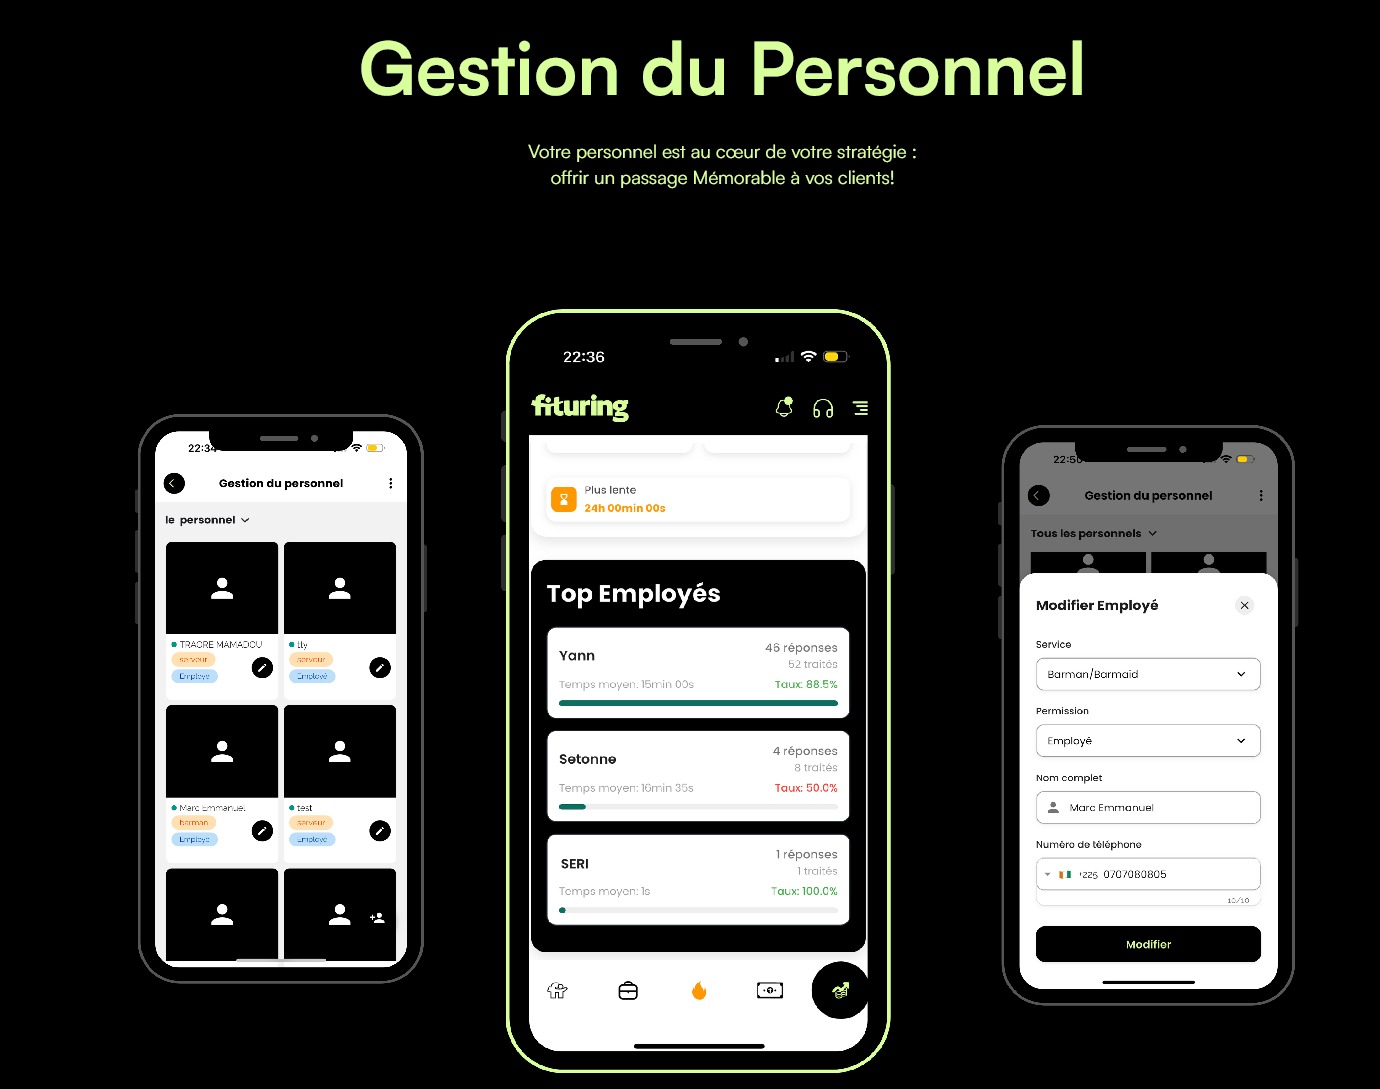 Gestion du Personnel
Votre personnel est au cœur de votre stratégie :
offrir un passage Mémorable à vos clients!
22:34
Gestion du personnel
le personnel
TRAORE MAMADOU
serveur
Employé
tty
serveur
Employé
Marc Emmanuel
barman
Employé
test
serveur
Employé
22:36
fituring
Plus lente
24h 00min 00s
Top Employés
Yann
46 réponses
52 traités
Temps moyen: 15min 00s
Taux: 88.5%
Setonne
4 réponses
8 traités
Temps moyen: 16min 35s
Taux: 50.0%
SERI
1 réponses
1 traités
Temps moyen: 1s
Taux: 100.0%
22:50
Gestion du personnel
Tous les personnels
Modifier Employé
Service
Barman/Barmaid
Permission
Employé
Nom complet
Marc Emmanuel
Numéro de téléphone
+225 0707080805
10/10
Modifier